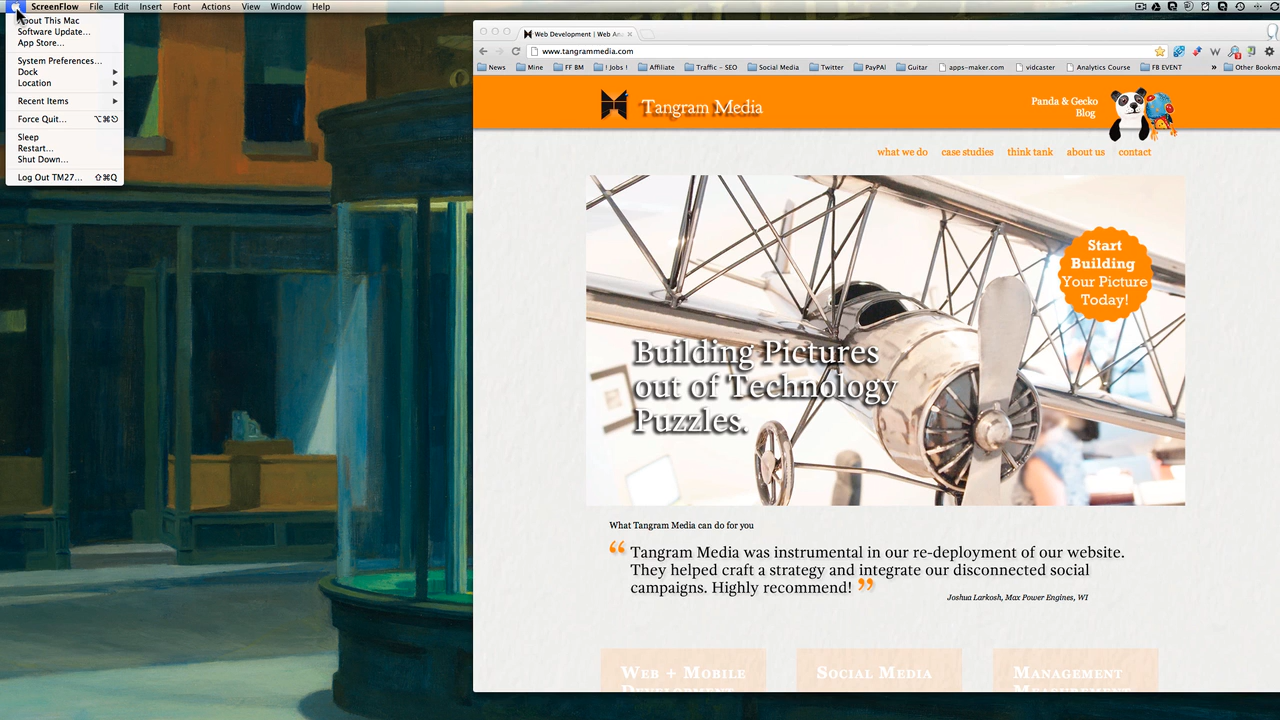 ScreenFlow File Edit Insert Font Actions View Window Help
About This Mac
Software Update...
App Store...
System Preferences...
Dock
Location
Recent Items
Force Quit...
Sleep
Restart...
Shut Down...
Log Out TM27... ⇧⌘Q
Web Development | Web An
www.tangrammedia.com
News Mine FF BM ! Jobs ! Affiliate Traffic - SEO Social Media Twitter PayPAl Guitar apps-maker.com vidcaster Analytics Course FB EVENT » Other Bookma
Tangram Media
Panda & Gecko
Blog
what we do case studies think tank about us contact
Start
Building
Your Picture
Today!
Building Pictures
out of Technology
Puzzles.
What Tangram Media can do for you
“ Tangram Media was instrumental in our re-deployment of our website.
They helped craft a strategy and integrate our disconnected social
campaigns. Highly recommend! ”
Joshua Larkosh, Max Power Engines, WI
Web + Mobile Social Media Management
Development Measurement